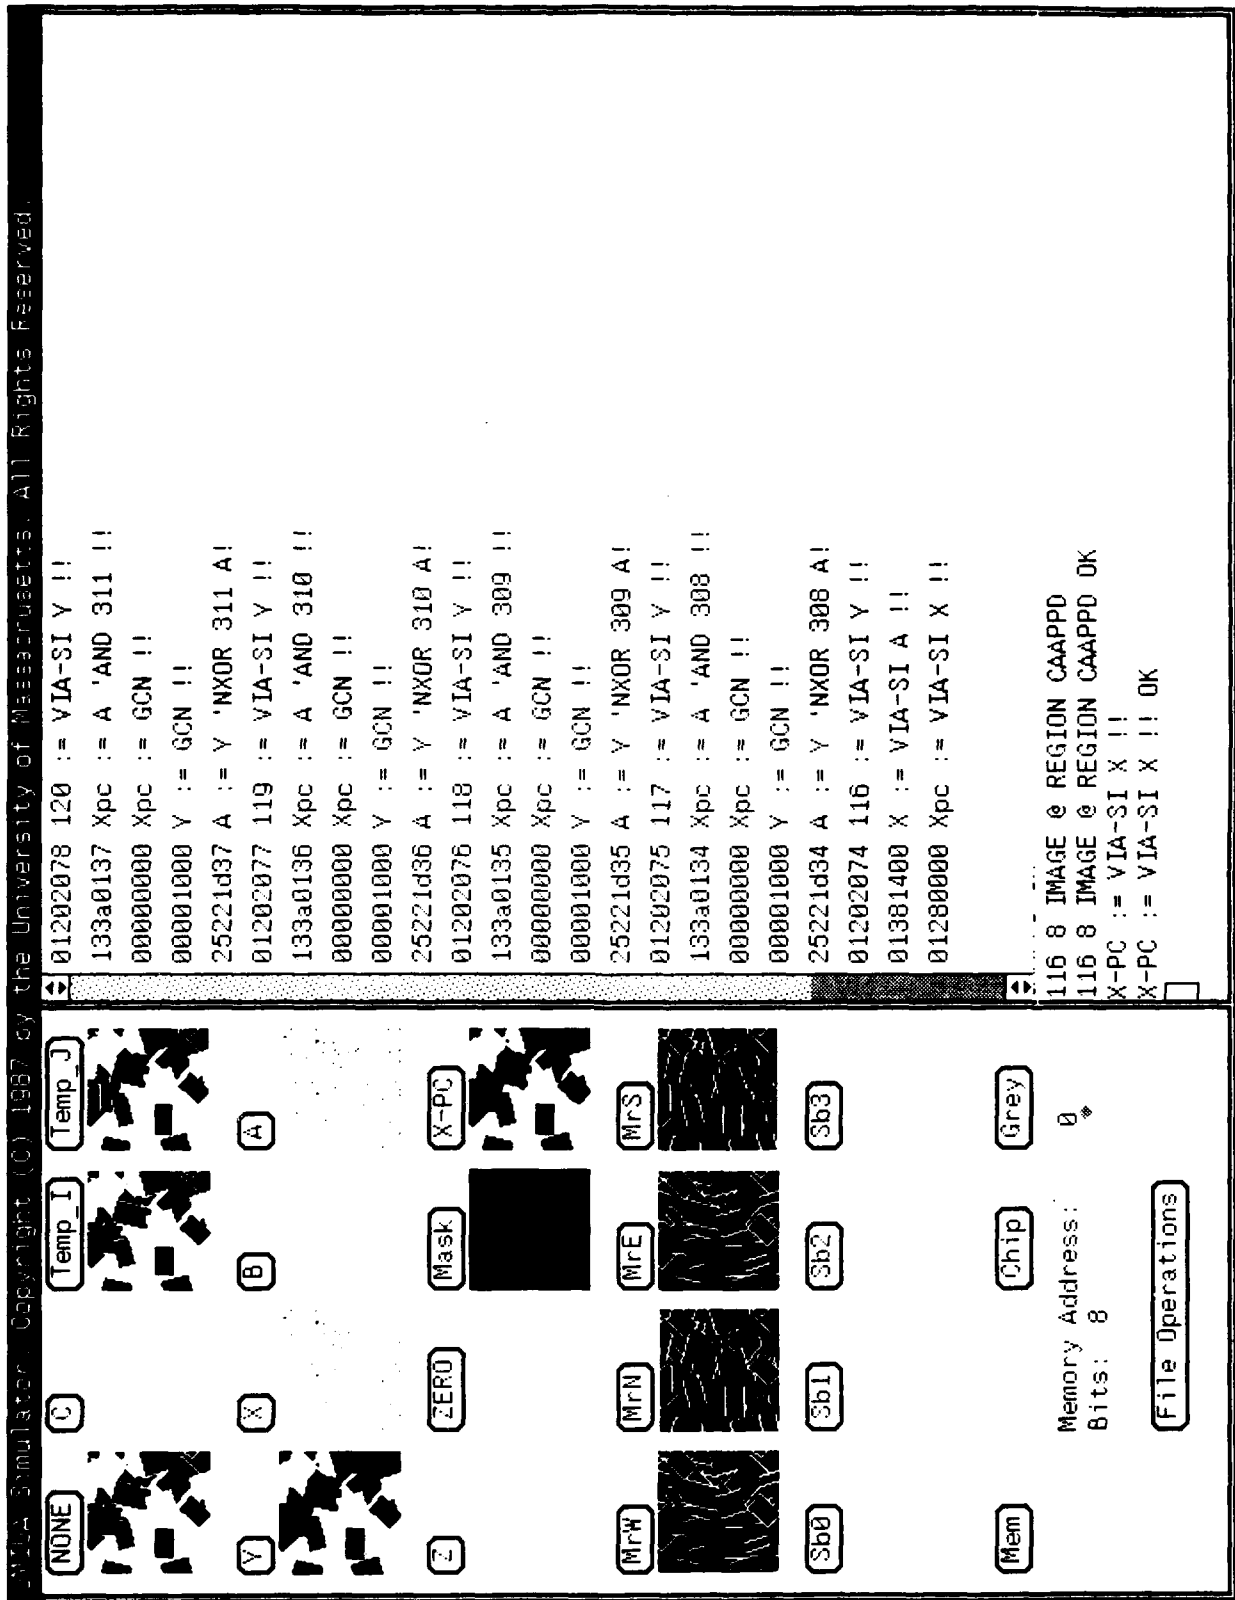 Simulator. Copyright (C) 1987 by the University of Massachusetts. All Rights Reserved.
NONE C Temp_I Temp_J
Y X B A
Z ZERO Mask X-PC
MrW MrN MrE MrS
Sb0 Sb1 Sb2 Sb3
Mem Chip Grey
Memory Address: 0
Bits: 8
File Operations
01202078 120 := VIA-SI Y !!
133a0137 Xpc := A 'AND 311 !!
00000000 Xpc := GCN !!
00001000 Y := GCN !!
25221d37 A := Y 'NXOR 311 A!
01202077 119 := VIA-SI Y !!
133a0136 Xpc := A 'AND 310 !!
00000000 Xpc := GCN !!
00001000 Y := GCN !!
25221d36 A := Y 'NXOR 310 A!
01202076 118 := VIA-SI Y !!
133a0135 Xpc := A 'AND 309 !!
00000000 Xpc := GCN !!
00001000 Y := GCN !!
25221d35 A := Y 'NXOR 309 A!
01202075 117 := VIA-SI Y !!
133a0134 Xpc := A 'AND 308 !!
00000000 Xpc := GCN !!
00001000 Y := GCN !!
25221d34 A := Y 'NXOR 308 A!
01202074 116 := VIA-SI Y !!
01381400 X := VIA-SI A !!
01280000 Xpc := VIA-SI X !!
116 8 IMAGE @ REGION CAAPPD
116 8 IMAGE @ REGION CAAPPD OK
X-PC := VIA-SI X !!
X-PC := VIA-SI X !! OK